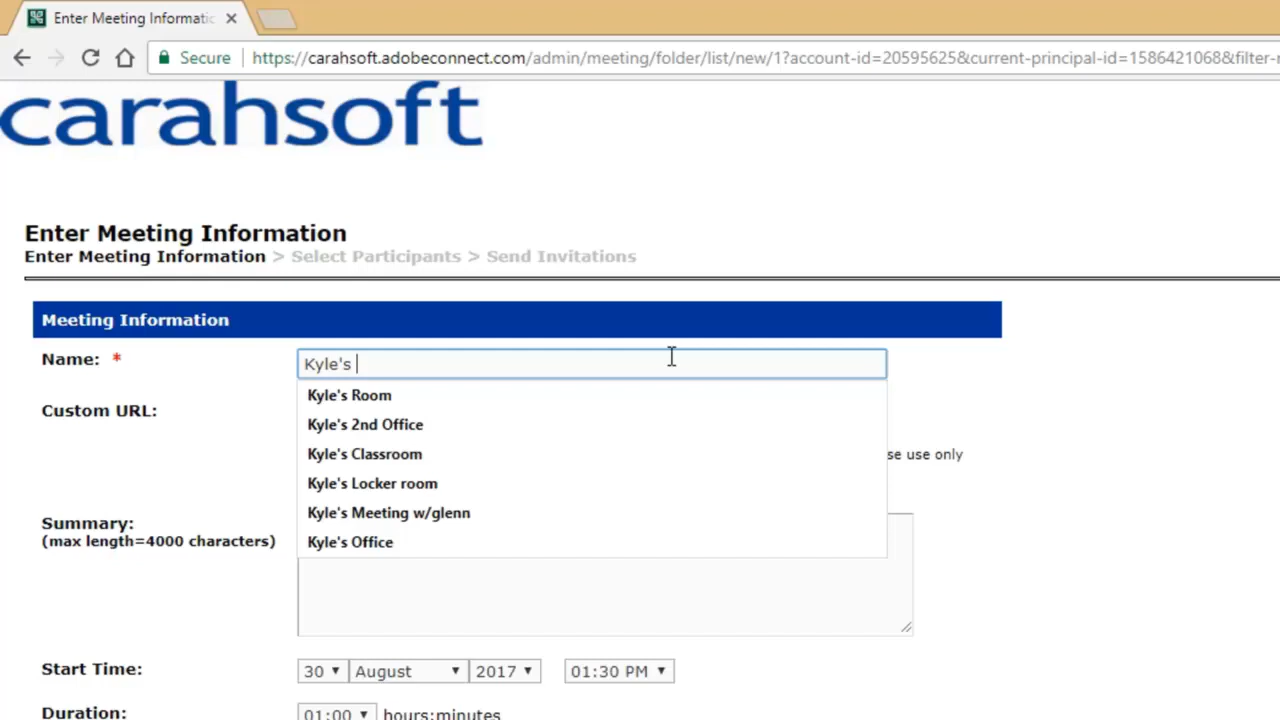 Enter Meeting Informatic
Secure https://carahsoft.adobeconnect.com/admin/meeting/folder/list/new/1?account-id=20595625&current-principal-id=1586421068&filter-
carahsoft
Enter Meeting Information
Enter Meeting Information > Select Participants > Send Invitations
Meeting Information
Name: * Kyle's
Kyle's Room
Custom URL:
Kyle's 2nd Office
Kyle's Classroom
se use only
Kyle's Locker room
Kyle's Meeting w/glenn
Summary:
(max length=4000 characters)
Kyle's Office
Start Time: 30 August 2017 01:30 PM
Duration: 01:00 hours:minutes